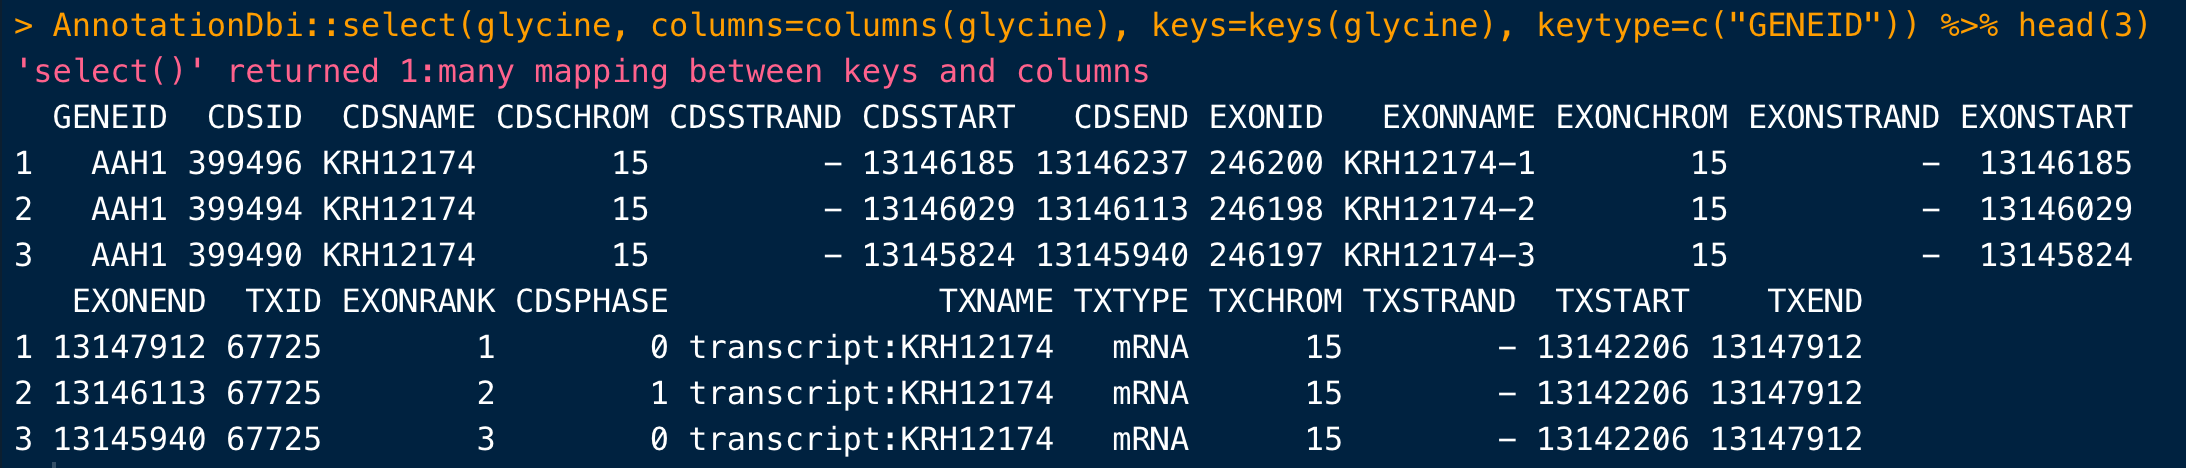 > AnnotationDbi::select(glycine, columns=columns(glycine), keys=keys(glycine), keytype=c("GENEID")) %>% head(3)
'select()' returned 1:many mapping between keys and columns
  GENEID  CDSID  CDSNAME CDSCHROM CDSSTRAND CDSSTART   CDSEND EXONID   EXONNAME EXONCHROM EXONSTRAND EXONSTART
1   AAH1 399496 KRH12174       15         - 13146185 13146237 246200 KRH12174-1        15          -  13146185
2   AAH1 399494 KRH12174       15         - 13146029 13146113 246198 KRH12174-2        15          -  13146029
3   AAH1 399490 KRH12174       15         - 13145824 13145940 246197 KRH12174-3        15          -  13145824
   EXONEND  TXID EXONRANK CDSPHASE              TXNAME TXTYPE TXCHROM TXSTRAND  TXSTART    TXEND
1 13147912 67725        1        0 transcript:KRH12174   mRNA      15        - 13142206 13147912
2 13146113 67725        2        1 transcript:KRH12174   mRNA      15        - 13142206 13147912
3 13145940 67725        3        0 transcript:KRH12174   mRNA      15        - 13142206 13147912